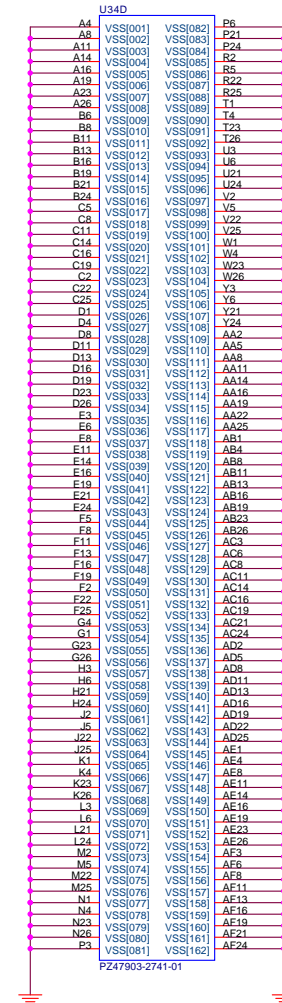 U34D
A4 VSS[001] VSS[082] P6
A8 VSS[002] VSS[083] P21
A11 VSS[003] VSS[084] P24
A14 VSS[004] VSS[085] R2
A16 VSS[005] VSS[086] R5
A19 VSS[006] VSS[087] R22
A23 VSS[007] VSS[088] R25
A26 VSS[008] VSS[089] T1
B6 VSS[009] VSS[090] T4
B8 VSS[010] VSS[091] T23
B11 VSS[011] VSS[092] T26
B13 VSS[012] VSS[093] U3
B16 VSS[013] VSS[094] U6
B19 VSS[014] VSS[095] U21
B21 VSS[015] VSS[096] U24
B24 VSS[016] VSS[097] V2
C5 VSS[017] VSS[098] V5
C8 VSS[018] VSS[099] V22
C11 VSS[019] VSS[100] V25
C14 VSS[020] VSS[101] W1
C16 VSS[021] VSS[102] W4
C19 VSS[022] VSS[103] W23
C2 VSS[023] VSS[104] W26
C22 VSS[024] VSS[105] Y3
C25 VSS[025] VSS[106] Y6
D1 VSS[026] VSS[107] Y21
D4 VSS[027] VSS[108] Y24
D8 VSS[028] VSS[109] AA2
D11 VSS[029] VSS[110] AA5
D13 VSS[030] VSS[111] AA8
D16 VSS[031] VSS[112] AA11
D19 VSS[032] VSS[113] AA14
D23 VSS[033] VSS[114] AA16
D26 VSS[034] VSS[115] AA19
E3 VSS[035] VSS[116] AA22
E6 VSS[036] VSS[117] AA25
E8 VSS[037] VSS[118] AB1
E11 VSS[038] VSS[119] AB4
E14 VSS[039] VSS[120] AB8
E16 VSS[040] VSS[121] AB11
E19 VSS[041] VSS[122] AB13
E21 VSS[042] VSS[123] AB16
E24 VSS[043] VSS[124] AB19
F5 VSS[044] VSS[125] AB23
F8 VSS[045] VSS[126] AB26
F11 VSS[046] VSS[127] AC3
F13 VSS[047] VSS[128] AC6
F16 VSS[048] VSS[129] AC8
F19 VSS[049] VSS[130] AC11
F2 VSS[050] VSS[131] AC14
F22 VSS[051] VSS[132] AC16
F25 VSS[052] VSS[133] AC19
G4 VSS[053] VSS[134] AC21
G1 VSS[054] VSS[135] AC24
G23 VSS[055] VSS[136] AD2
G26 VSS[056] VSS[137] AD5
H3 VSS[057] VSS[138] AD8
H6 VSS[058] VSS[139] AD11
H21 VSS[059] VSS[140] AD13
H24 VSS[060] VSS[141] AD16
J2 VSS[061] VSS[142] AD19
J5 VSS[062] VSS[143] AD22
J22 VSS[063] VSS[144] AD25
J25 VSS[064] VSS[145] AE1
K1 VSS[065] VSS[146] AE4
K4 VSS[066] VSS[147] AE8
K23 VSS[067] VSS[148] AE11
K26 VSS[068] VSS[149] AE14
L3 VSS[069] VSS[150] AE16
L6 VSS[070] VSS[151] AE19
L21 VSS[071] VSS[152] AE23
L24 VSS[072] VSS[153] AE26
M2 VSS[073] VSS[154] AF3
M5 VSS[074] VSS[155] AF6
M22 VSS[075] VSS[156] AF8
M25 VSS[076] VSS[157] AF11
N1 VSS[077] VSS[158] AF13
N4 VSS[078] VSS[159] AF16
N23 VSS[079] VSS[160] AF19
N26 VSS[080] VSS[161] AF21
P3 VSS[081] VSS[162] AF24
PZ47903-2741-01